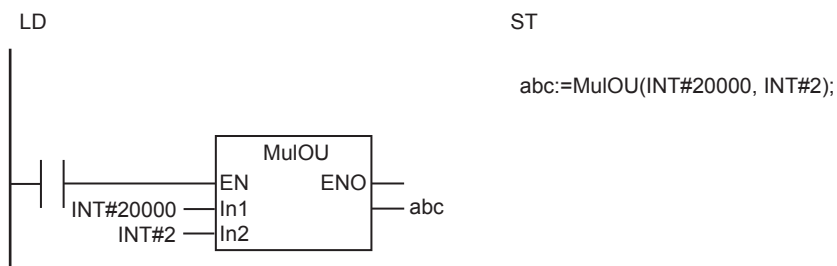 LD
ST
abc:=MulOU(INT#20000, INT#2);
MulOU
EN ENO
INT#20000 In1 abc
INT#2 In2